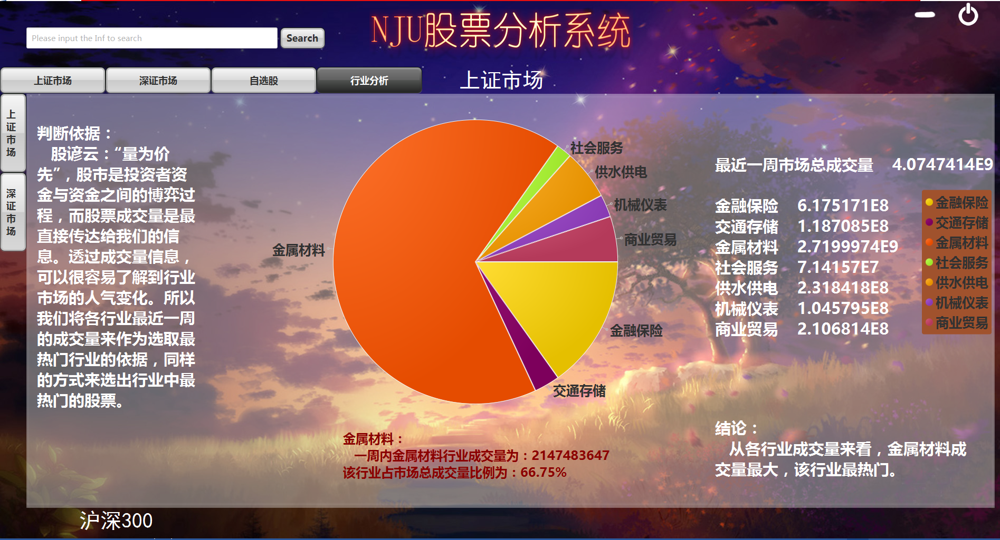 NJU股票分析系统
Please input the Inf to search
Search
上证市场
深证市场
自选股
行业分析
上证市场
上证市场
深证市场
判断依据：
股谚云：“量为价
先”，股市是投资者资
金与资金之间的博弈过
程，而股票成交量是最
直接传达给我们的信
息。透过成交量信息，
可以很容易了解到行业
市场的人气变化。所以
我们将各行业最近一周
的成交量来作为选取最
热门行业的依据，同样
的方式来选出行业中最
热门的股票。
社会服务
供水供电
机械仪表
商业贸易
金属材料
金融保险
交通存储
金属材料：
一周内金属材料行业成交量为：2147483647
该行业占市场总成交量比例为：66.75%
最近一周市场总成交量 4.0747414E9
金融保险 6.175171E8
交通存储 1.187085E8
金属材料 2.7199974E9
社会服务 7.14157E7
供水供电 2.318418E8
机械仪表 1.045795E8
商业贸易 2.106814E8
金融保险
交通存储
金属材料
社会服务
供水供电
机械仪表
商业贸易
结论：
从各行业成交量来看，金属材料成
交量最大，该行业最热门。
沪深300